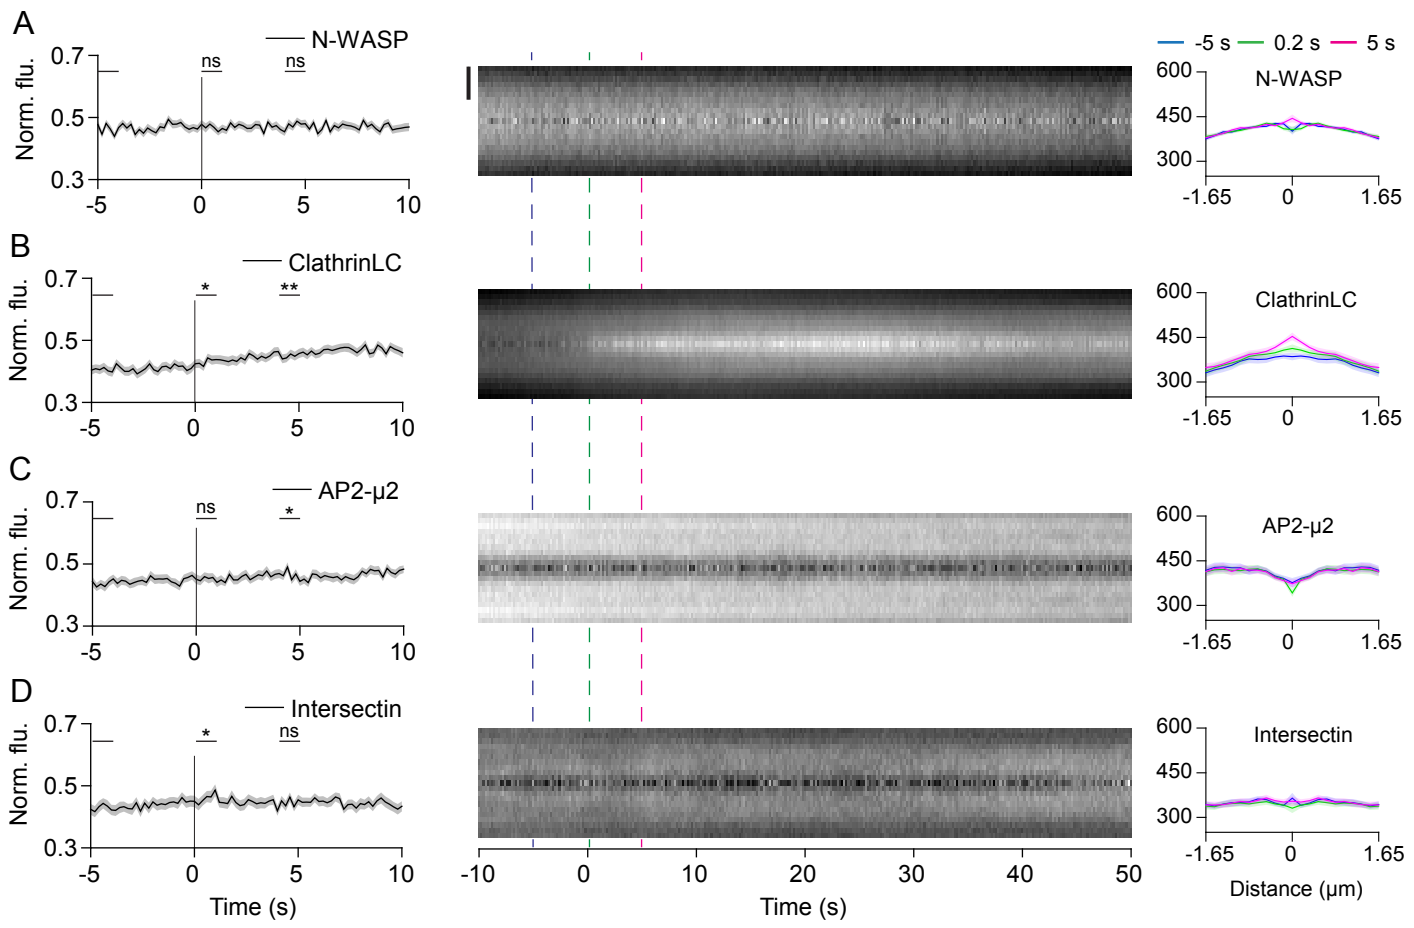 A
N-WASP
Norm. flu.
0.7
0.5
0.3
ns
ns
-5
0
5
10
-5 s
0.2 s
5 s
N-WASP
600
450
300
-1.65
0
1.65
B
ClathrinLC
Norm. flu.
0.7
0.5
0.3
*
**
-5
0
5
10
ClathrinLC
600
450
300
-1.65
0
1.65
C
AP2-µ2
Norm. flu.
0.7
0.5
0.3
ns
*
-5
0
5
10
AP2-µ2
600
450
300
-1.65
0
1.65
D
Intersectin
Norm. flu.
0.7
0.5
0.3
*
ns
-5
0
5
10
Time (s)
-10
0
10
20
30
40
50
Time (s)
Intersectin
600
450
300
-1.65
0
1.65
Distance (µm)